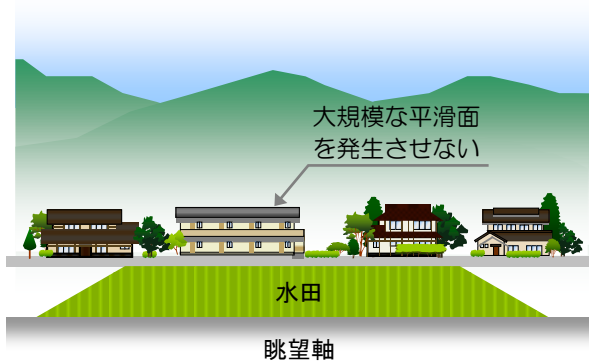 大規模な平滑面
を発生させない
水田
眺望軸